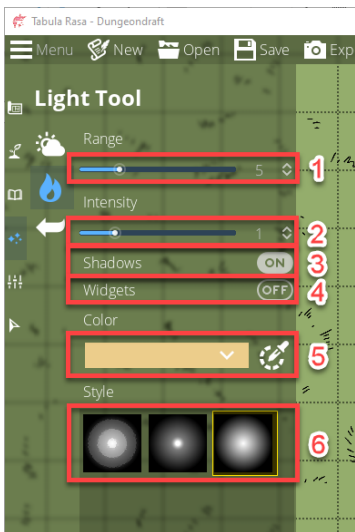 Tabula Rasa - Dungeondraft
Menu New Open Save Exp
Light Tool
Range
5 1
Intensity
1 2
Shadows ON 3
Widgets OFF 4
Color
5
Style
6